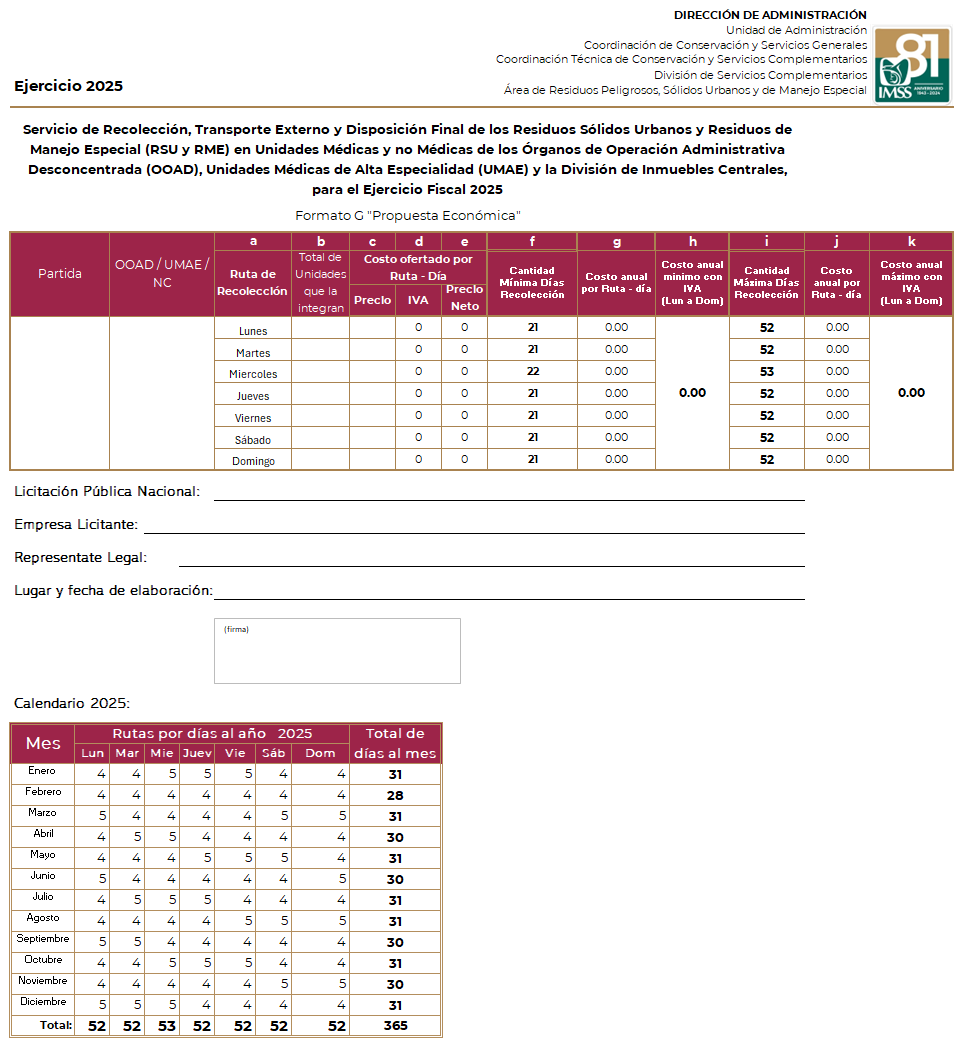 DIRECCIÓN DE ADMINISTRACIÓN
Unidad de Administración
Coordinación de Conservación y Servicios Generales
Coordinación Técnica de Conservación y Servicios Complementarios
División de Servicios Complementarios
Área de Residuos Peligrosos, Sólidos Urbanos y de Manejo Especial
81
IMSS
ANIVERSARIO
1943 - 2024
Ejercicio 2025
Servicio de Recolección, Transporte Externo y Disposición Final de los Residuos Sólidos Urbanos y Residuos de
Manejo Especial (RSU y RME) en Unidades Médicas y no Médicas de los Órganos de Operación Administrativa
Desconcentrada (OOAD), Unidades Médicas de Alta Especialidad (UMAE) y la División de Inmuebles Centrales,
para el Ejercicio Fiscal 2025
Formato G "Propuesta Económica"
a b c d e f g h i j k
Partida
OOAD / UMAE /
NC
Ruta de
Recolección
Total de
Unidades
que la
integran
Costo ofertado por
Ruta - Día
Precio IVA Precio
Neto
Cantidad
Mínima Días
Recolección
Costo anual
por Ruta - día
Costo anual
mínimo con
IVA
(Lun a Dom)
Cantidad
Máxima Días
Recolección
Costo
anual por
Ruta - día
Costo anual
máximo con
IVA
(Lun a Dom)
Lunes 0 0 21 0.00 52 0.00
Martes 0 0 21 0.00 52 0.00
Miercoles 0 0 22 0.00 53 0.00
Jueves 0 0 21 0.00 0.00 52 0.00 0.00
Viernes 0 0 21 0.00 52 0.00
Sábado 0 0 21 0.00 52 0.00
Domingo 0 0 21 0.00 52 0.00
Licitación Pública Nacional:
Empresa Licitante:
Representate Legal:
Lugar y fecha de elaboración:
(firma)
Calendario 2025:
Mes Rutas por días al año 2025 Total de
días al mes
Lun Mar Mie Juev Vie Sáb Dom
Enero 4 4 5 5 5 4 4 31
Febrero 4 4 4 4 4 4 4 28
Marzo 5 4 4 4 4 5 5 31
Abril 4 5 5 4 4 4 4 30
Mayo 4 4 4 5 5 5 4 31
Junio 5 4 4 4 4 4 5 30
Julio 4 5 5 5 4 4 4 31
Agosto 4 4 4 4 5 5 5 31
Septiembre 5 5 4 4 4 4 4 30
Octubre 4 4 5 5 5 4 4 31
Noviembre 4 4 4 4 4 5 5 30
Diciembre 5 5 5 4 4 4 4 31
Total: 52 52 53 52 52 52 52 365